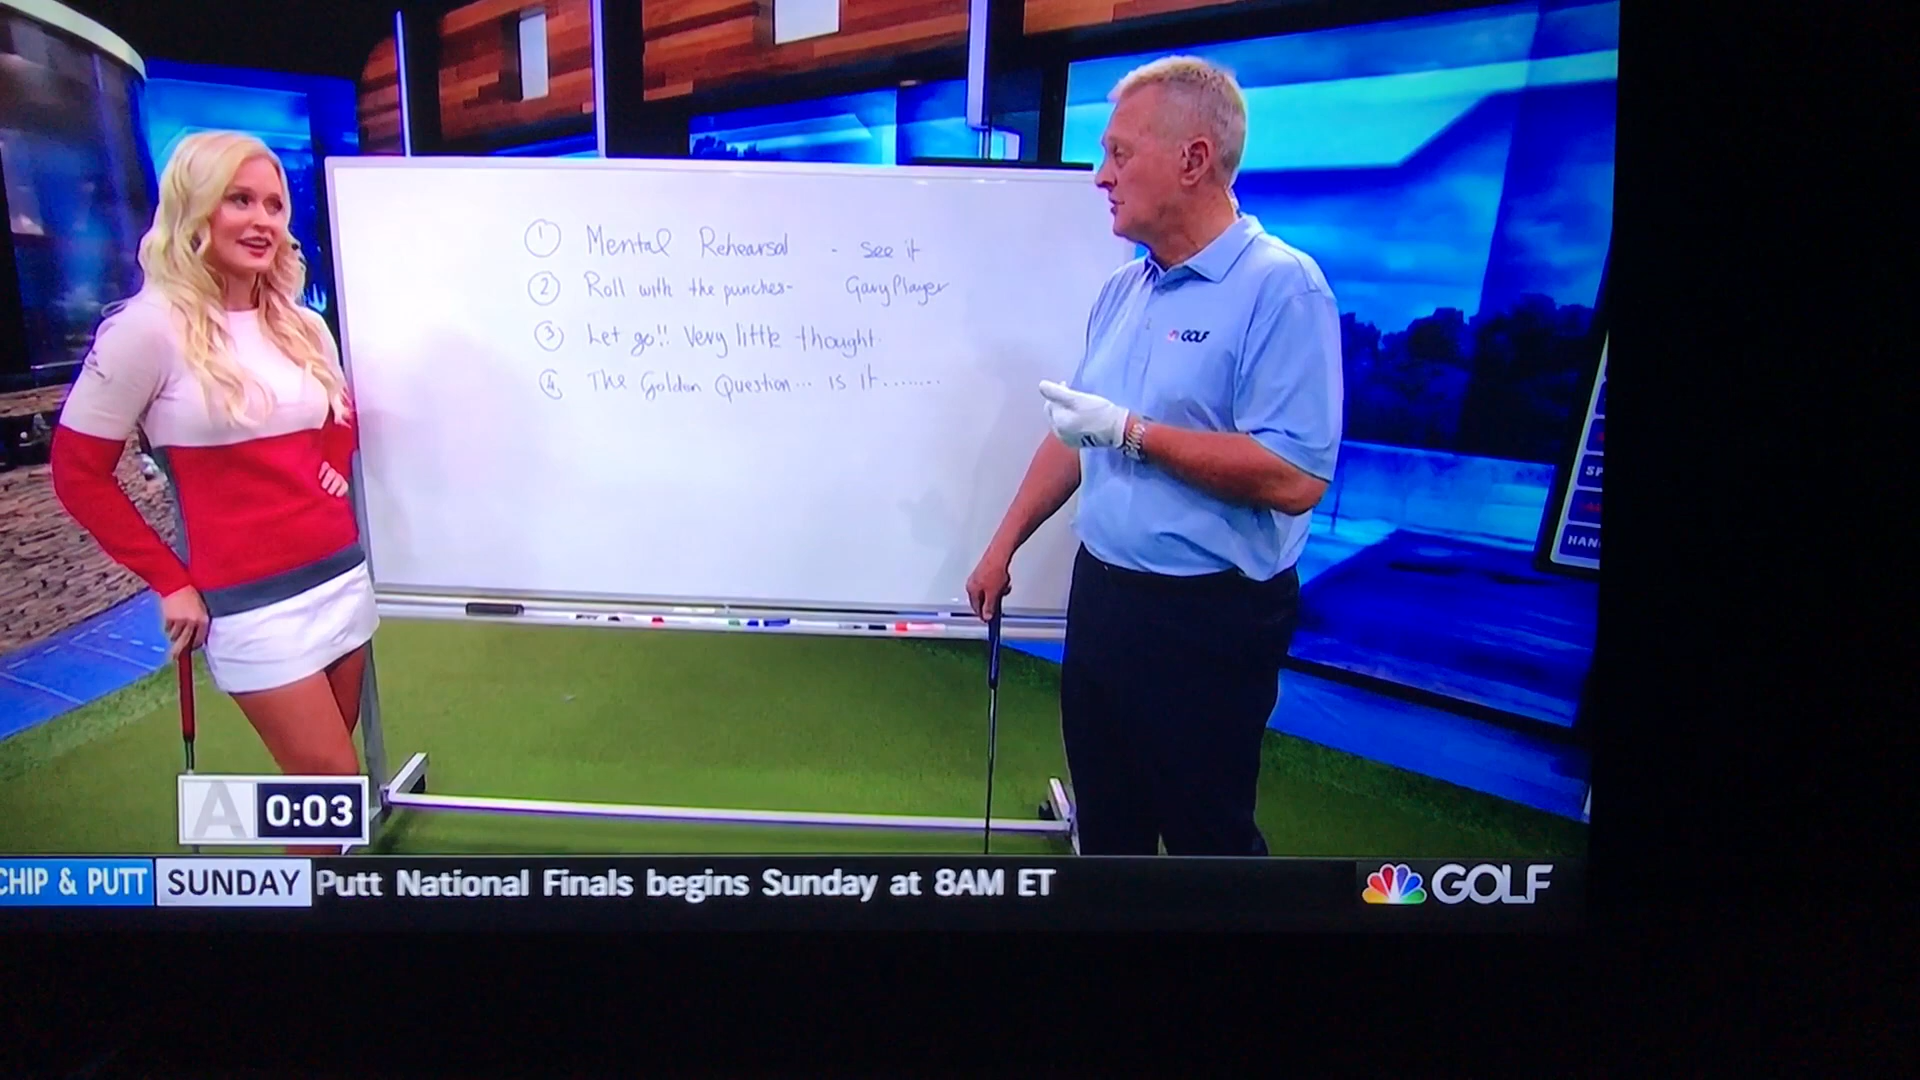 ① Mental Rehearsal - see it
② Roll with the punches- Gary Player
③ Let go!! Very little thought.
④ The Golden Question... is it........
GOLF
SP
HAN
A 0:03
CHIP & PUTT SUNDAY Putt National Finals begins Sunday at 8AM ET GOLF